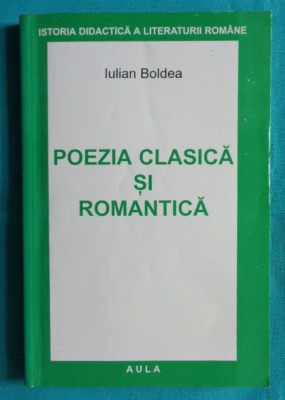 ISTORIA DIDACTICĂ A LITERATURII ROMÂNE
Iulian Boldea
POEZIA CLASICĂ
ȘI
ROMANTICĂ
AULA